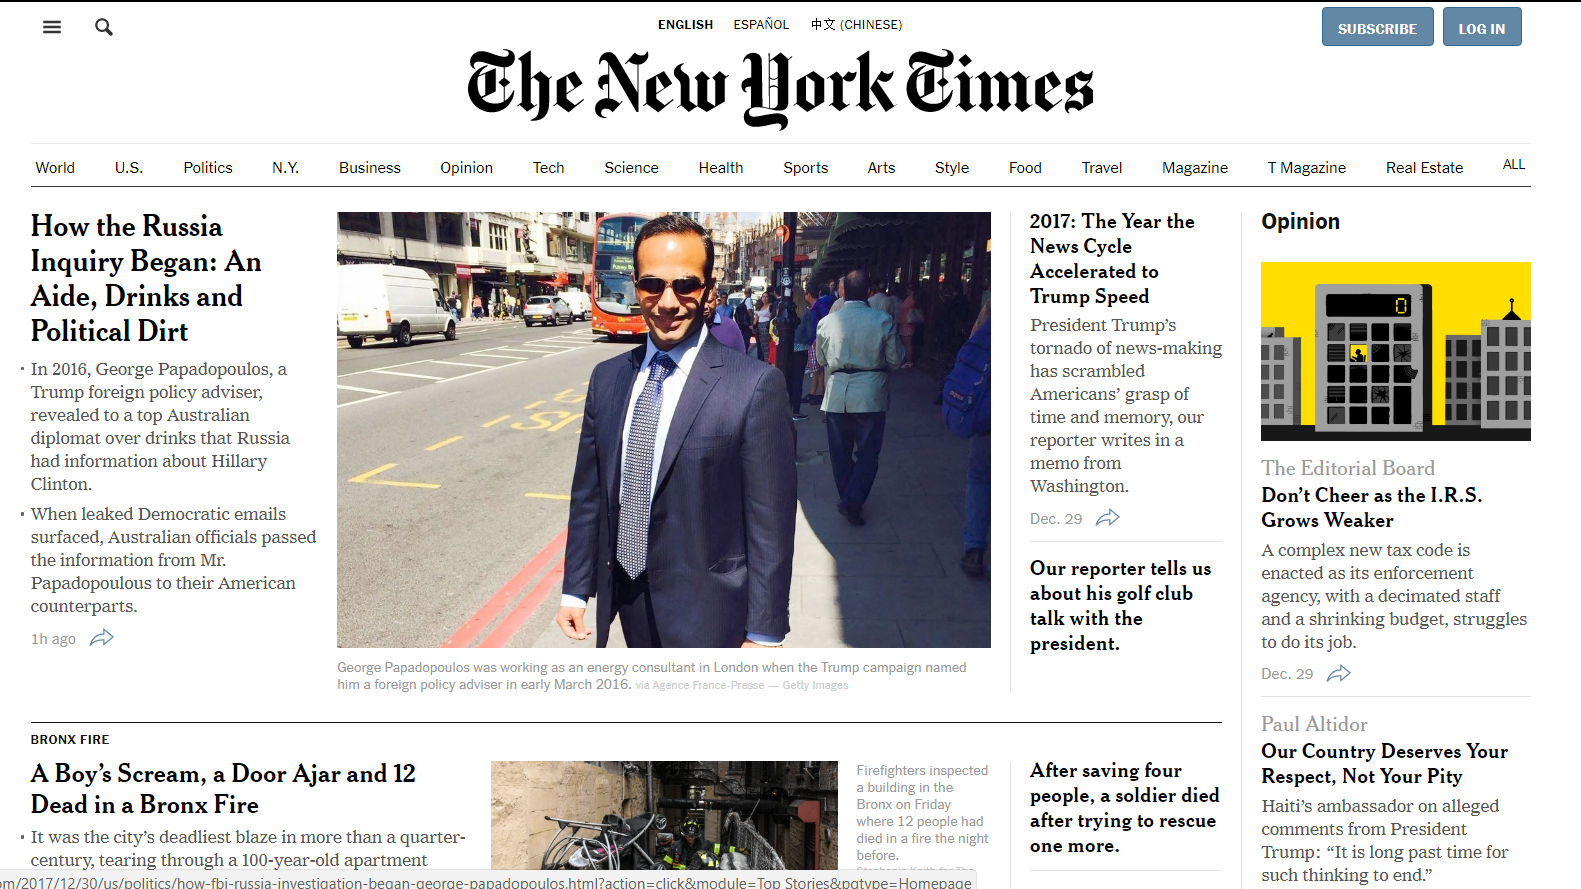 ENGLISH ESPAÑOL 中文 (CHINESE)
SUBSCRIBE LOG IN
The New York Times
World U.S. Politics N.Y. Business Opinion Tech Science Health Sports Arts Style Food Travel Magazine T Magazine Real Estate ALL
How the Russia
Inquiry Began: An
Aide, Drinks and
Political Dirt
In 2016, George Papadopoulos, a
Trump foreign policy adviser,
revealed to a top Australian
diplomat over drinks that Russia
had information about Hillary
Clinton.
When leaked Democratic emails
surfaced, Australian officials passed
the information from Mr.
Papadopoulous to their American
counterparts.
1h ago
George Papadopoulos was working as an energy consultant in London when the Trump campaign named
him a foreign policy adviser in early March 2016. via Agence France-Presse — Getty Images
2017: The Year the
News Cycle
Accelerated to
Trump Speed
President Trump's
tornado of news-making
has scrambled
Americans' grasp of
time and memory, our
reporter writes in a
memo from
Washington.
Dec. 29
Our reporter tells us
about his golf club
talk with the
president.
Opinion
0
The Editorial Board
Don't Cheer as the I.R.S.
Grows Weaker
A complex new tax code is
enacted as its enforcement
agency, with a decimated staff
and a shrinking budget, struggles
to do its job.
Dec. 29
Paul Altidor
Our Country Deserves Your
Respect, Not Your Pity
Haiti's ambassador on alleged
comments from President
Trump: “It is long past time for
such thinking to end.”
BRONX FIRE
A Boy's Scream, a Door Ajar and 12
Dead in a Bronx Fire
It was the city's deadliest blaze in more than a quarter-
century, tearing through a 100-year-old apartment
Firefighters inspected
a building in the
Bronx on Friday
where 12 people had
died in a fire the night
before.
After saving four
people, a soldier died
after trying to rescue
one more.
om/2017/12/30/us/politics/how-fbi-russia-investigation-began-george-papadopoulos.html?action=click&module=Top Stories&pgtype=Homepage